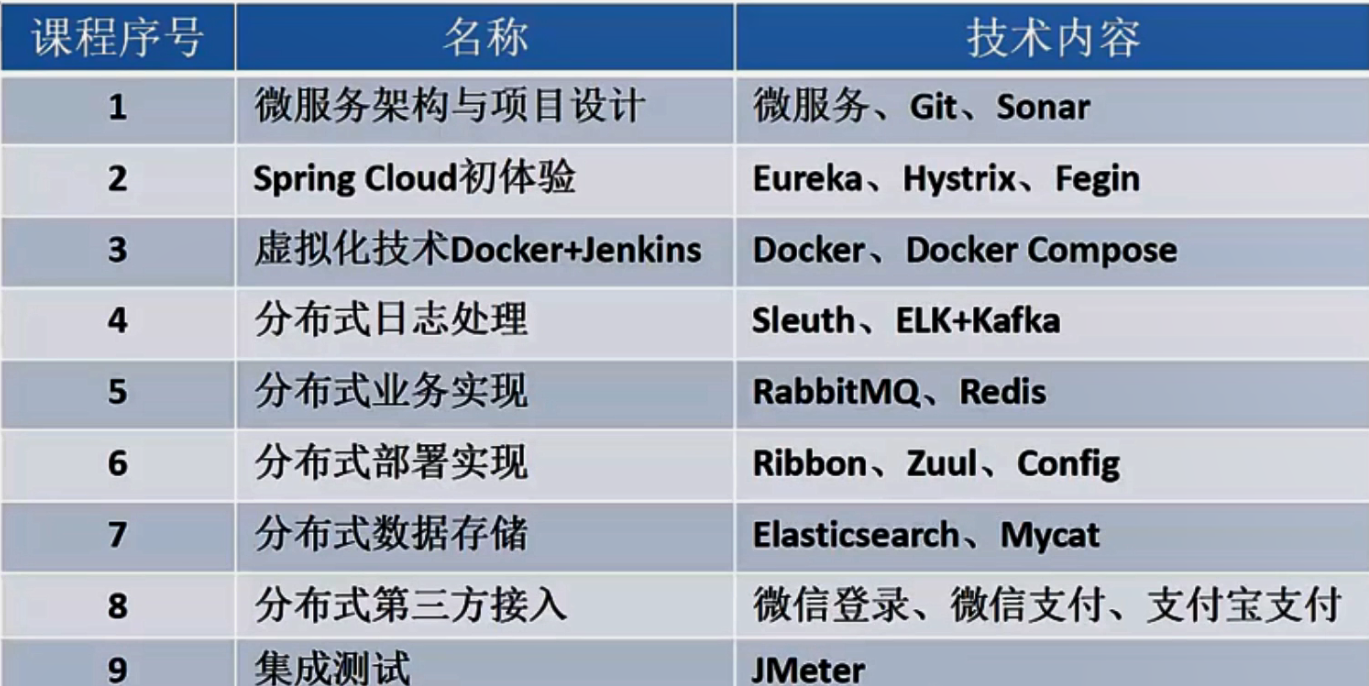 课程序号 名称 技术内容
1 微服务架构与项目设计 微服务、Git、Sonar
2 Spring Cloud初体验 Eureka、Hystrix、Fegin
3 虚拟化技术Docker+Jenkins Docker、Docker Compose
4 分布式日志处理 Sleuth、ELK+Kafka
5 分布式业务实现 RabbitMQ、Redis
6 分布式部署实现 Ribbon、Zuul、Config
7 分布式数据存储 Elasticsearch、Mycat
8 分布式第三方接入 微信登录、微信支付、支付宝支付
9 集成测试 JMeter